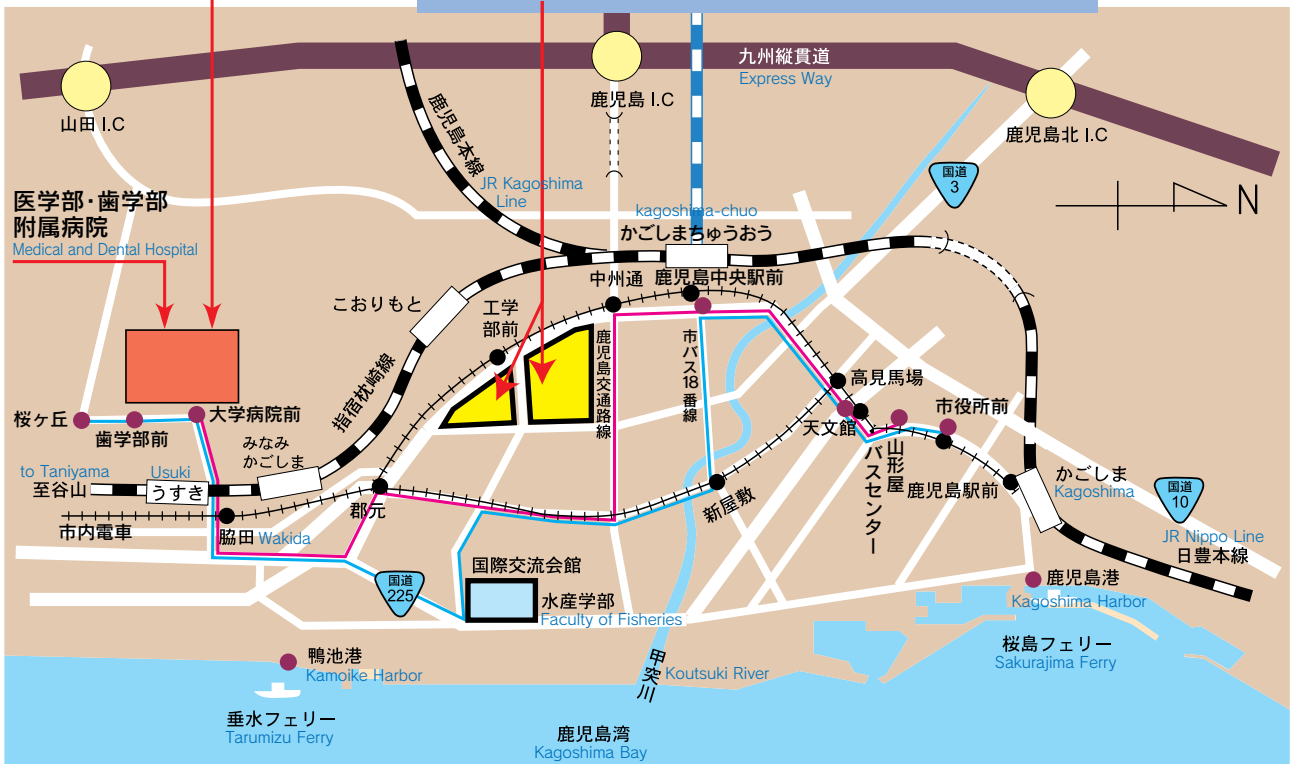 九州縦貫道
Express Way
山田 I.C
鹿児島 I.C
鹿児島北 I.C
鹿児島本線
JR Kagoshima
Line
国道
3
N
医学部・歯学部
附属病院
Medical and Dental Hospital
kagoshima-chuo
かごしまちゅうおう
中州通
鹿児島中央駅前
こおりもと
工学
部前
鹿児島交通路線
市バス18番線
指宿枕崎線
高見馬場
天文館
市役所前
山形屋
バスセンター
桜ヶ丘
歯学部前
大学病院前
みなみ
かごしま
to Taniyama
至谷山
Usuki
うすき
市内電車
脇田 Wakida
郡元
新屋敷
鹿児島駅前
かごしま
Kagoshima
国道
10
JR Nippo Line
日豊本線
国道
225
国際交流会館
水産学部
Faculty of Fisheries
鹿児島港
Kagoshima Harbor
桜島フェリー
Sakurajima Ferry
鴨池港
Kamoike Harbor
甲突川
Koutsuki River
垂水フェリー
Tarumizu Ferry
鹿児島湾
Kagoshima Bay